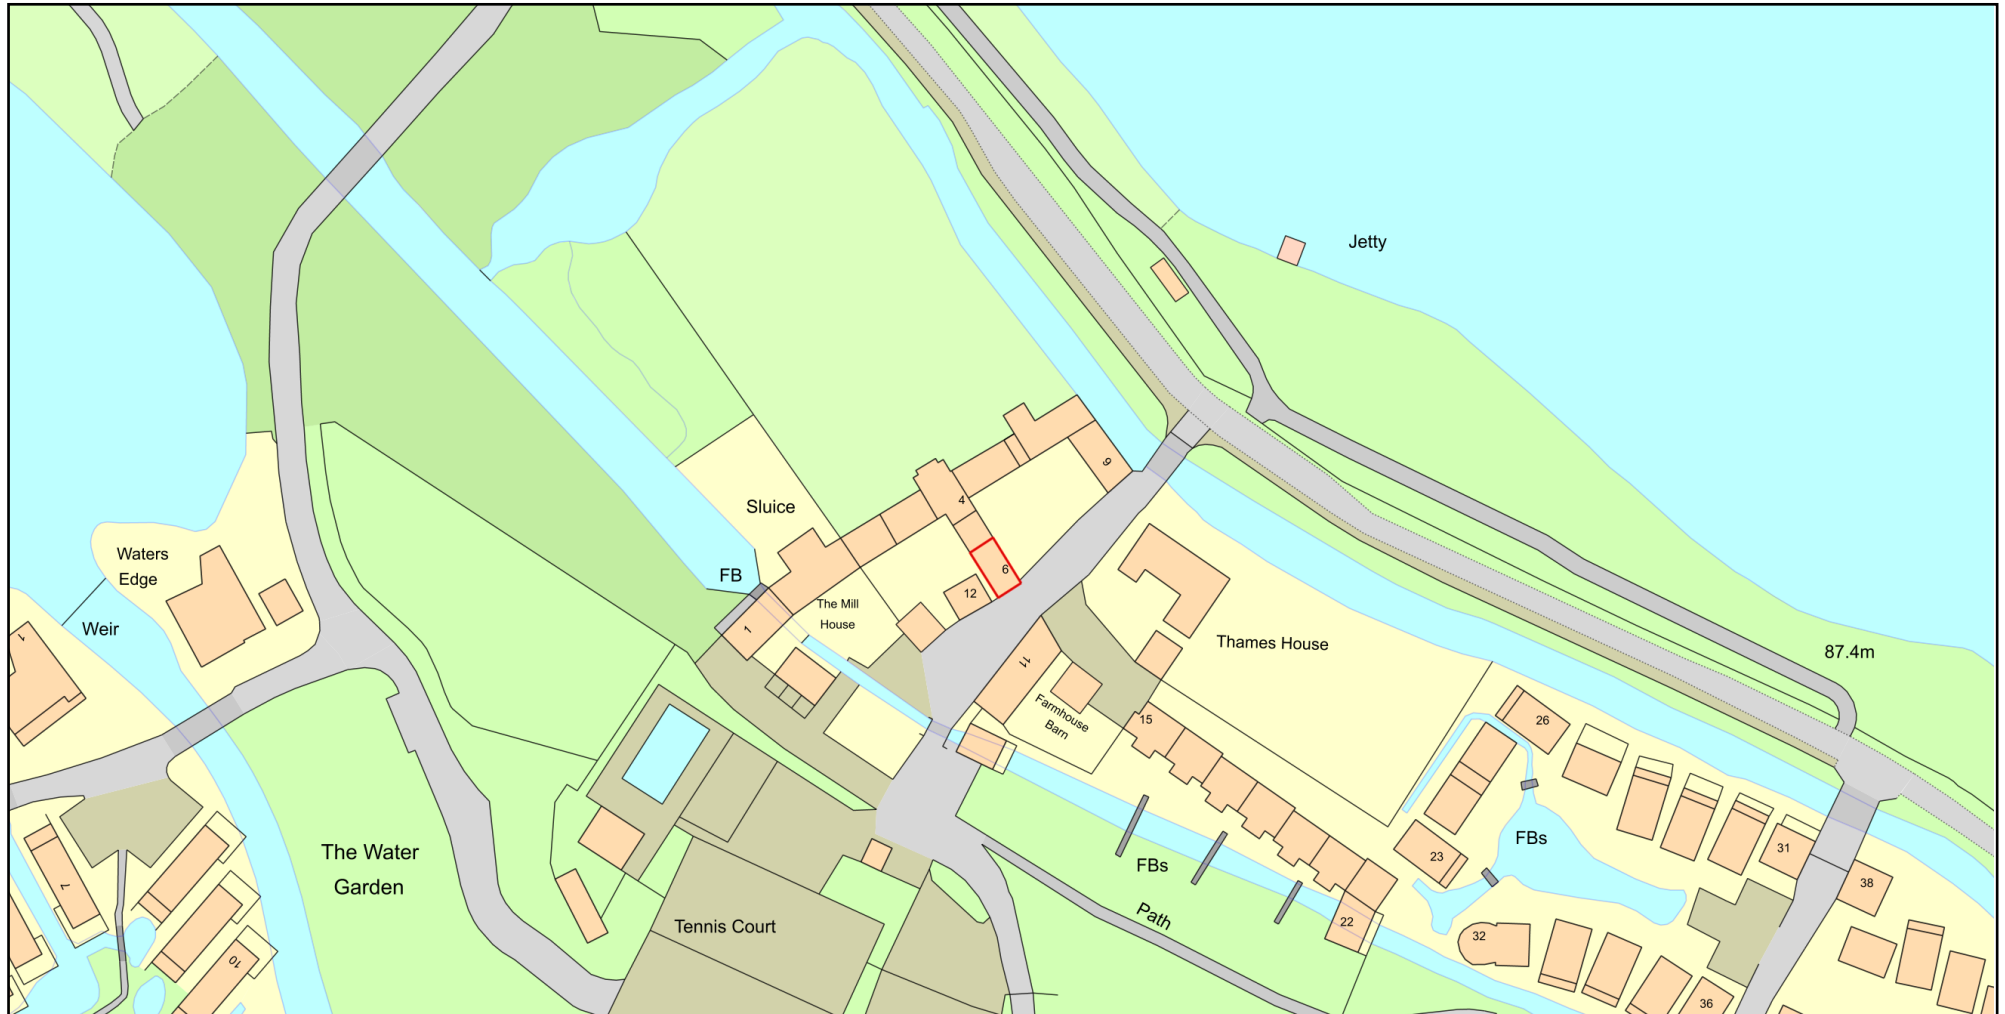 Jetty
9
4
Sluice
Waters
Edge
FB
6
12
The Mill
House
1
Weir
1
Thames House
87.4m
11
Farmhouse
Barn
15
26
FBs
31
The Water
Garden
FBs
23
38
7
Path
Tennis Court
22
32
10
36